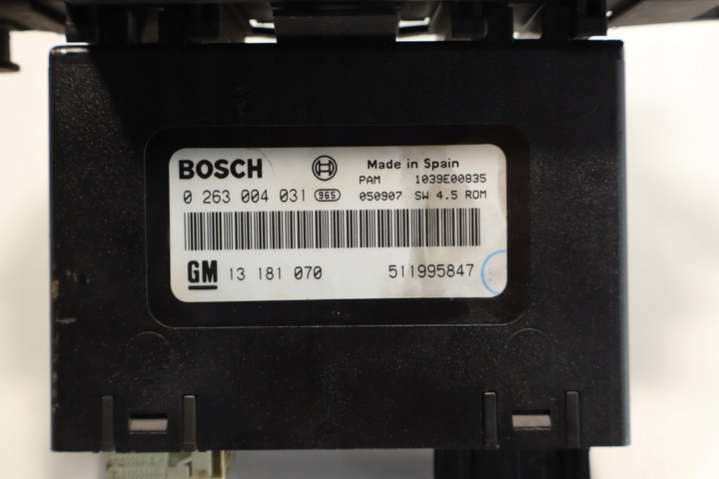 BOSCH Made in Spain
PAM 1039E00835
0 263 004 031 965 050907 SW 4.5 ROM
GM 13 181 070 511995847